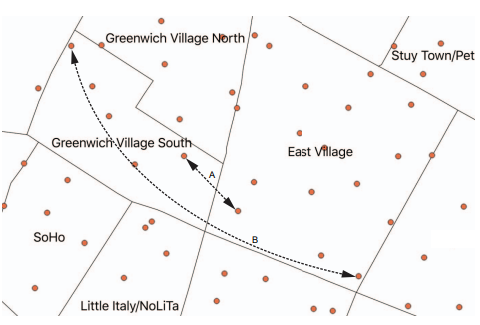 Greenwich Village North
Stuy Town/Pet
Greenwich Village South
East Village
A
B
SoHo
Little Italy/NoLiTa